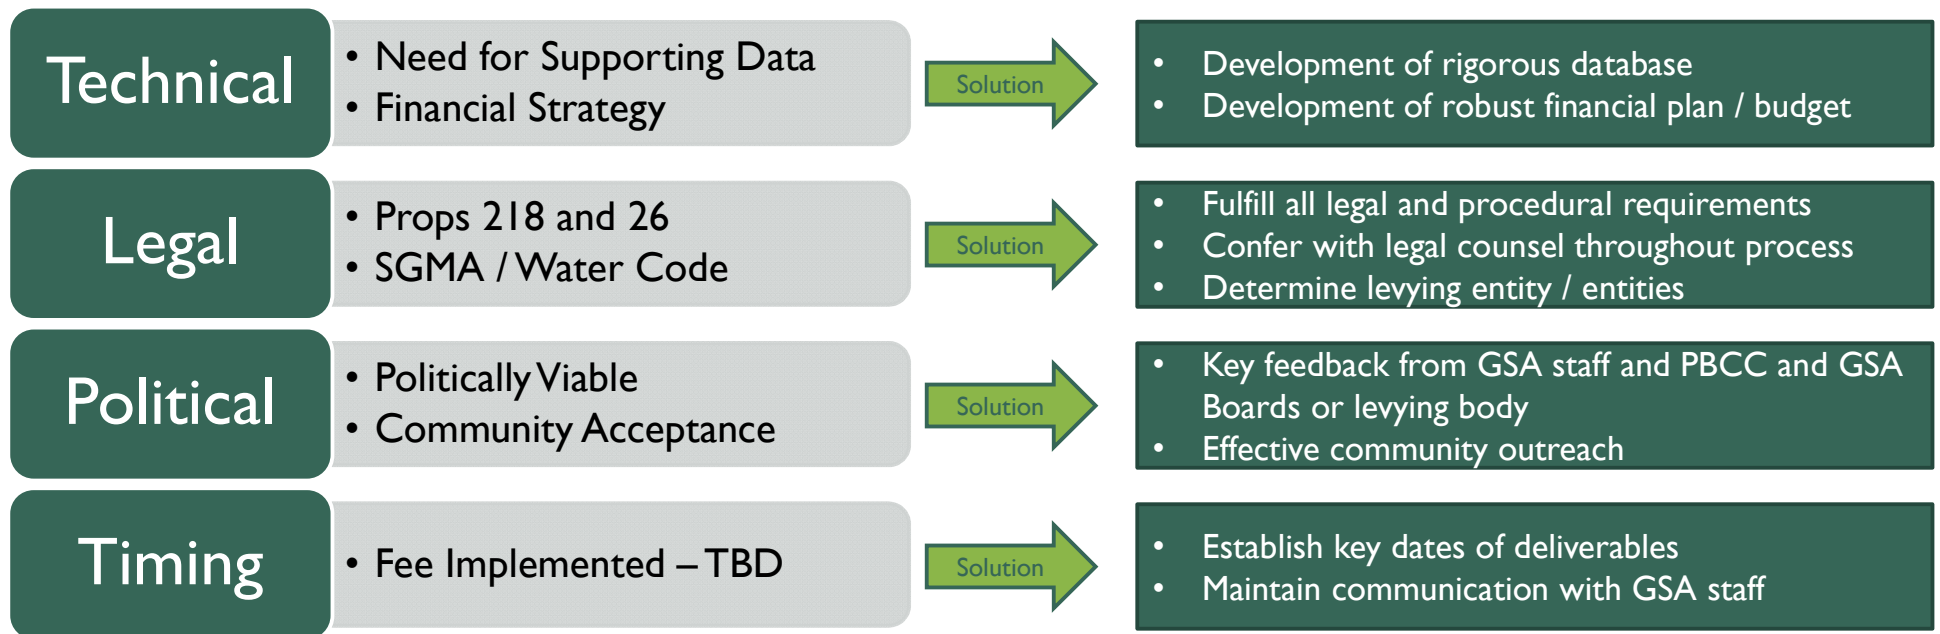 Technical
• Need for Supporting Data
• Financial Strategy
Solution
• Development of rigorous database
• Development of robust financial plan / budget
Legal
• Props 218 and 26
• SGMA / Water Code
Solution
• Fulfill all legal and procedural requirements
• Confer with legal counsel throughout process
• Determine levying entity / entities
Political
• Politically Viable
• Community Acceptance
Solution
• Key feedback from GSA staff and PBCC and GSA
Boards or levying body
• Effective community outreach
Timing
• Fee Implemented – TBD
Solution
• Establish key dates of deliverables
• Maintain communication with GSA staff